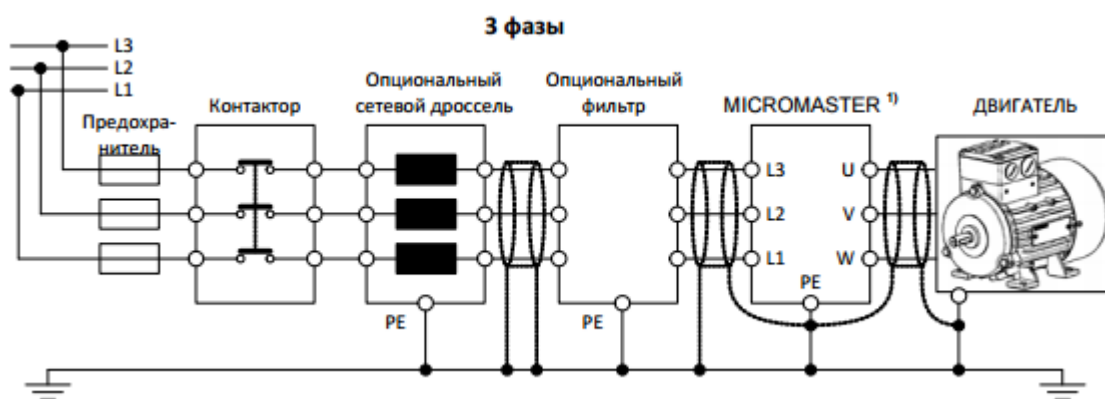 3 фазы
L3
L2
L1
Предохра-
нитель
Контактор
Опциональный
сетевой дроссель
Опциональный
фильтр
MICROMASTER 1)
ДВИГАТЕЛЬ
L3
U
L2
V
L1
W
PE
PE
PE